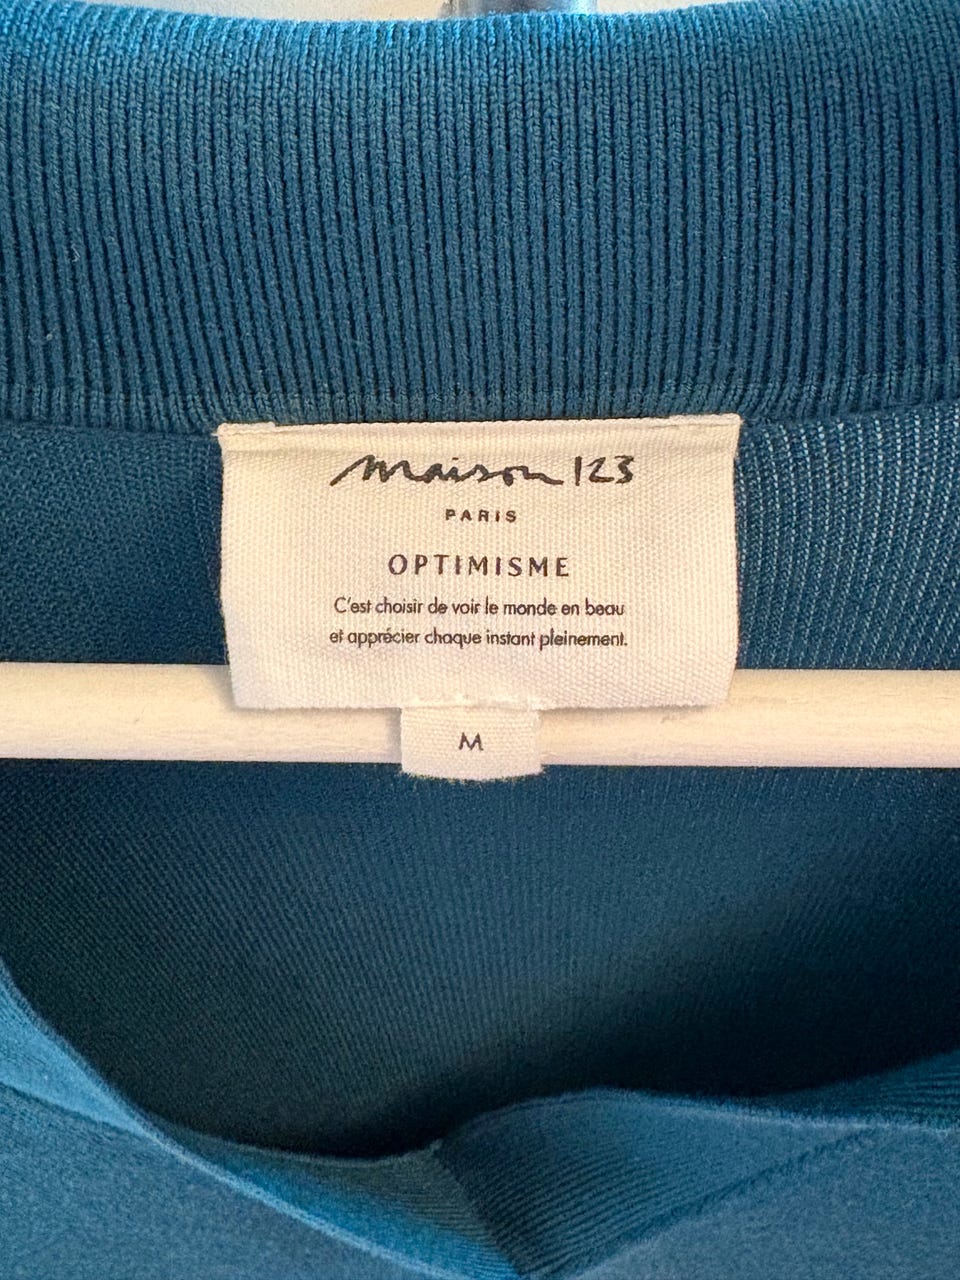 maison 123
PARIS
OPTIMISME
C'est choisir de voir le monde en beau
et apprécier chaque instant pleinement.
M